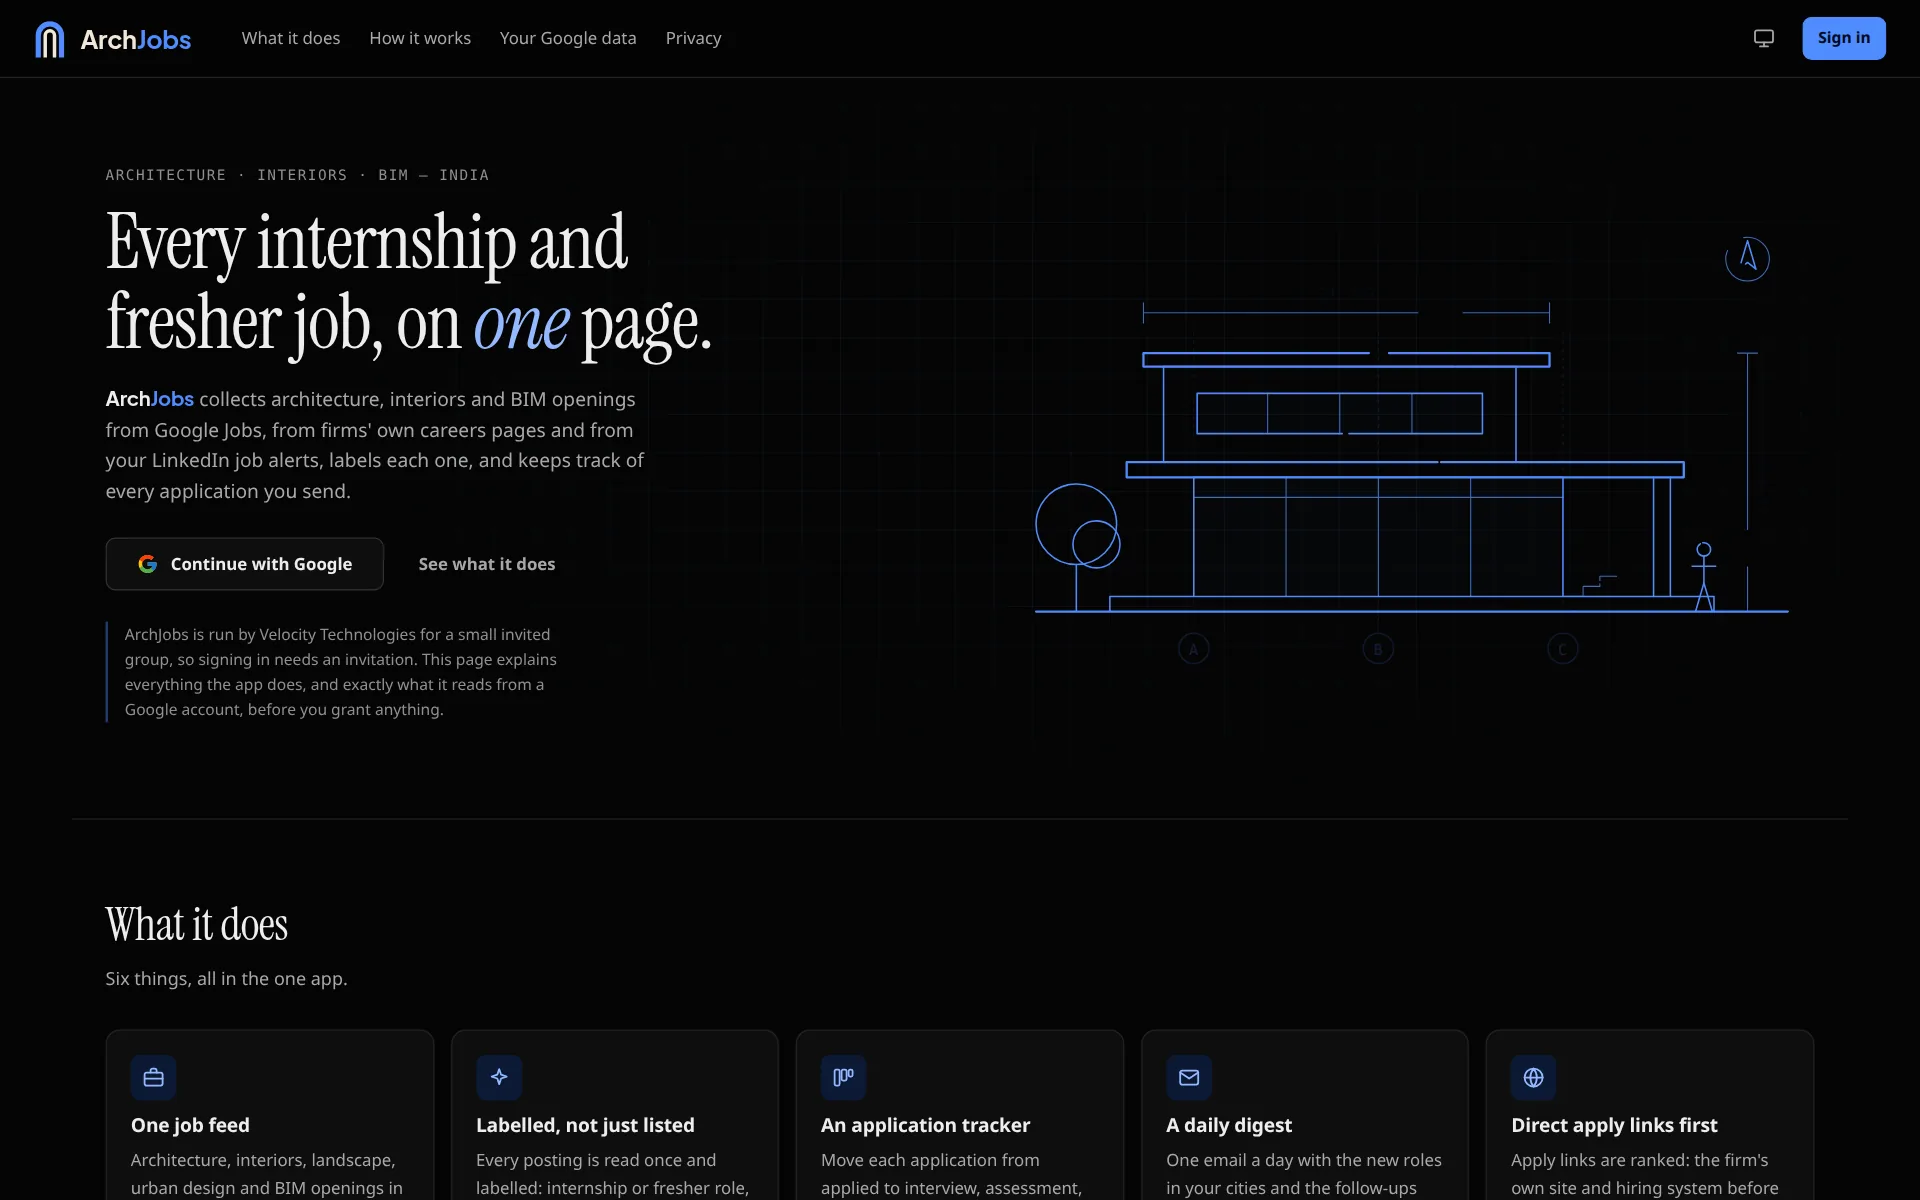 ArchJobs
What it does
How it works
Your Google data
Privacy
Sign in
ARCHITECTURE · INTERIORS · BIM — INDIA
Every internship and
fresher job, on one page.
ArchJobs collects architecture, interiors and BIM openings
from Google Jobs, from firms' own careers pages and from
your LinkedIn job alerts, labels each one, and keeps track of
every application you send.
Continue with Google
See what it does
ArchJobs is run by Velocity Technologies for a small invited
group, so signing in needs an invitation. This page explains
everything the app does, and exactly what it reads from a
Google account, before you grant anything.
A
B
C
What it does
Six things, all in the one app.
One job feed
Architecture, interiors, landscape,
urban design and BIM openings in
Labelled, not just listed
Every posting is read once and
labelled: internship or fresher role,
An application tracker
Move each application from
applied to interview, assessment,
A daily digest
One email a day with the new roles
in your cities and the follow-ups
Direct apply links first
Apply links are ranked: the firm's
own site and hiring system before